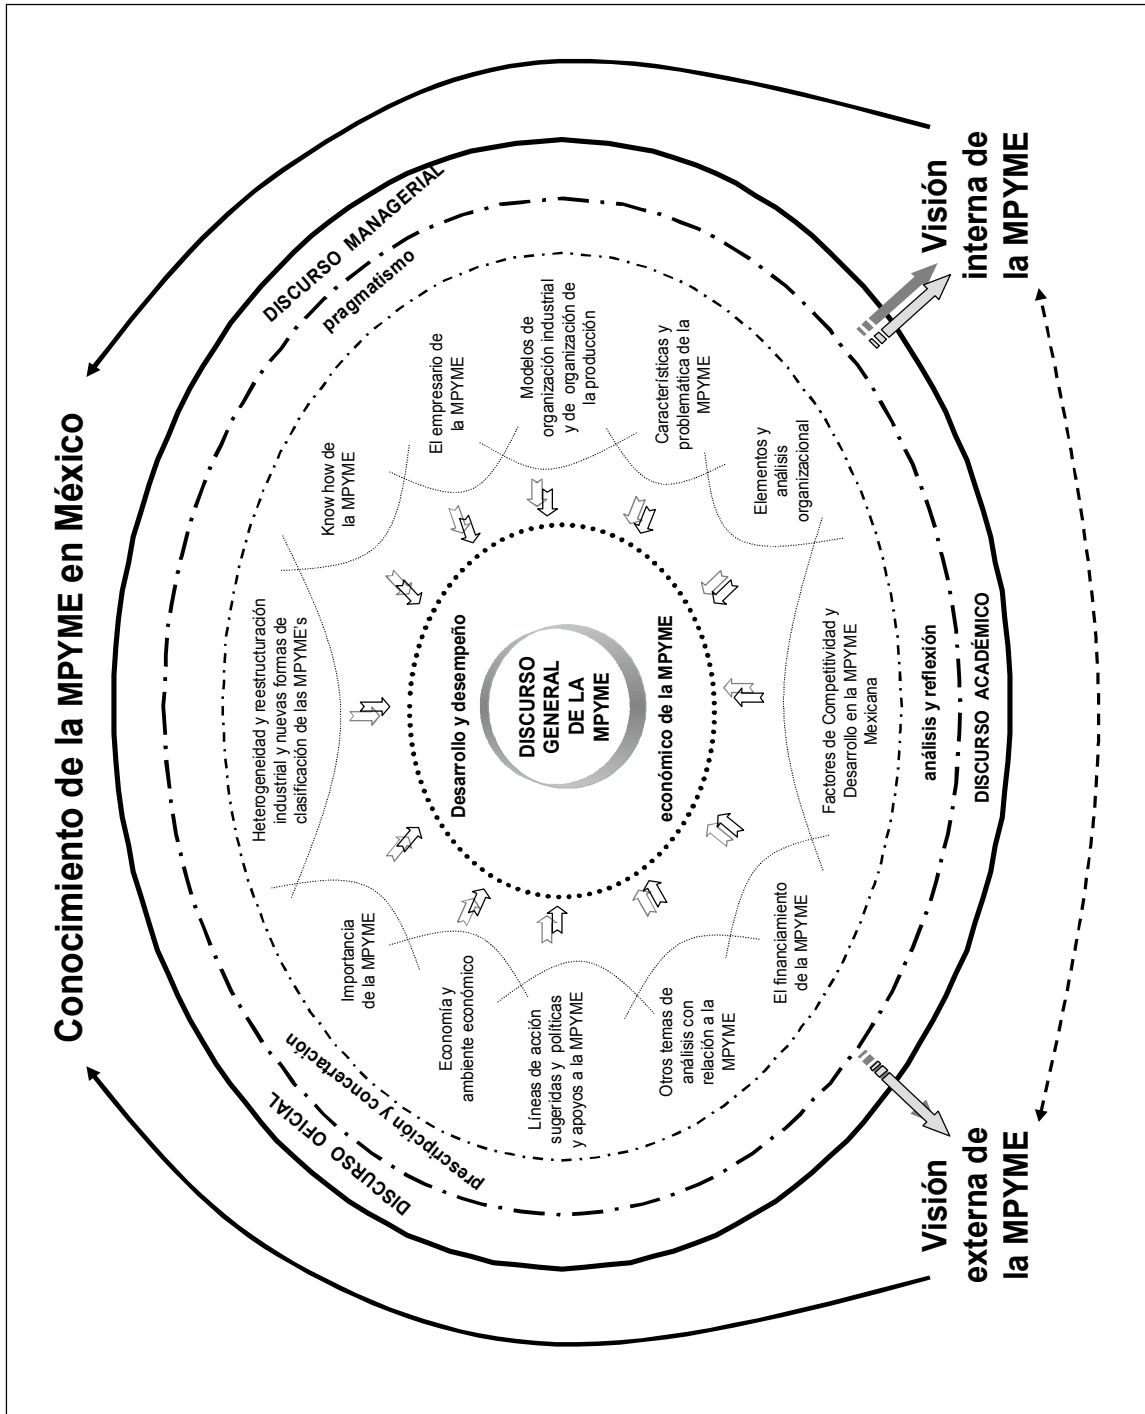 Conocimiento de la MPYME en México
DISCURSO OFICIAL
prescripción y concertación
DISCURSO MANAGERIAL
pragmatismo
Heterogeneidad y reestructuración
industrial y nuevas formas de
clasificación de las MPYME's
Importancia
de la MPYME
Know how de
la MPYME
Economía y
ambiente económico
El empresario de
la MPYME
Líneas de acción
sugeridas y políticas
y apoyos a la MPYME
Modelos de
organización industrial
y de organización de
la producción
Otros temas de
análisis con
relación a la
MPYME
Características y
problemática de la
MPYME
El financiamiento
de la MPYME
Elementos y
análisis
organizacional
Factores de Competitividad y
Desarrollo en la MPYME
Mexicana
Desarrollo y desempeño
DISCURSO
GENERAL
DE LA
MPYME
económico de la MPYME
análisis y reflexión
DISCURSO ACADÉMICO
Visión
externa de
la MPYME
Visión
interna de
la MPYME